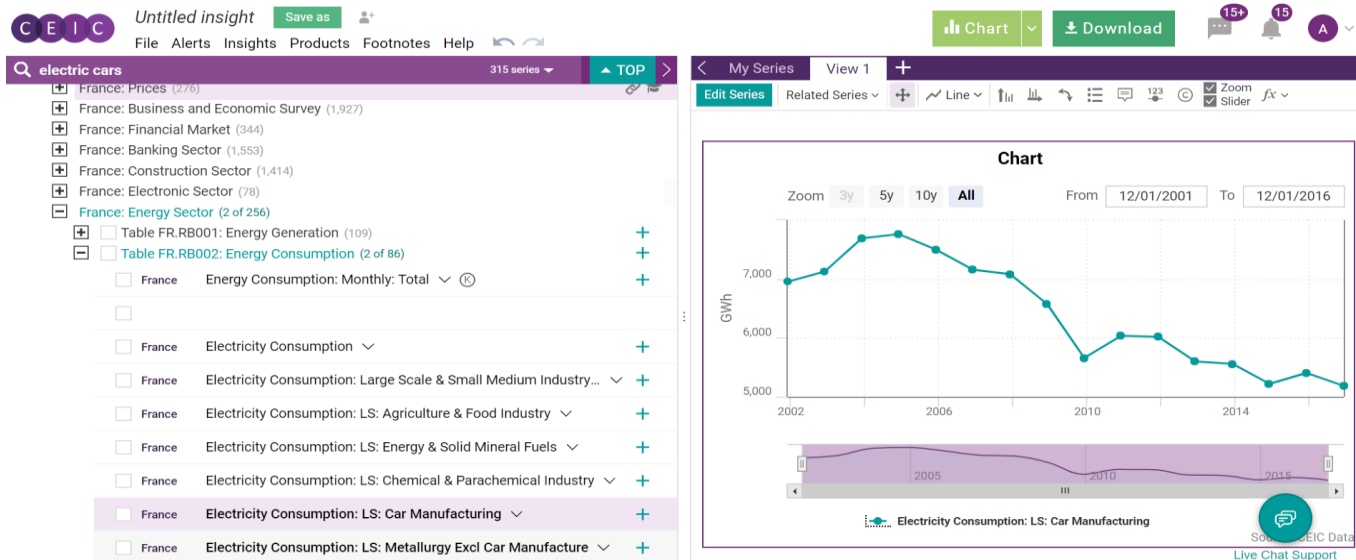 CEIC
Untitled insight
Save as
File Alerts Insights Products Footnotes Help
Chart
Download
15+
15
A
electric cars
315 series
TOP
My Series
View 1
France: Prices (276)
France: Business and Economic Survey (1,927)
France: Financial Market (344)
France: Banking Sector (1,553)
France: Construction Sector (1,414)
France: Electronic Sector (78)
France: Energy Sector (2 of 256)
Table FR.RB001: Energy Generation (109)
Table FR.RB002: Energy Consumption (2 of 86)
France Energy Consumption: Monthly: Total K
France Electricity Consumption
France Electricity Consumption: Large Scale & Small Medium Industry...
France Electricity Consumption: LS: Agriculture & Food Industry
France Electricity Consumption: LS: Energy & Solid Mineral Fuels
France Electricity Consumption: LS: Chemical & Parachemical Industry
France Electricity Consumption: LS: Car Manufacturing
France Electricity Consumption: LS: Metallurgy Excl Car Manufacture
Edit Series
Related Series
Line
123
©
Zoom
Slider
fx
Chart
Zoom 3y 5y 10y All
From 12/01/2001 To 12/01/2016
GWh
7,000
6,000
5,000
2002 2006 2010 2014
2005 2010 2015
Electricity Consumption: LS: Car Manufacturing
CEIC Data
Live Chat Support